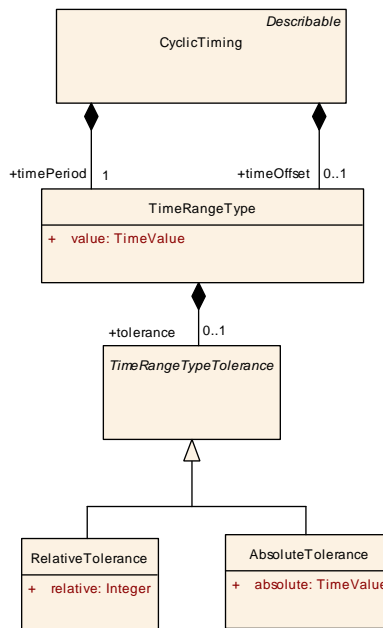 Describable
CyclicTiming
+timePeriod 1 +timeOffset 0..1
TimeRangeType
+ value: TimeValue
+tolerance 0..1
TimeRangeTypeTolerance
RelativeTolerance
+ relative: Integer
AbsoluteTolerance
+ absolute: TimeValue